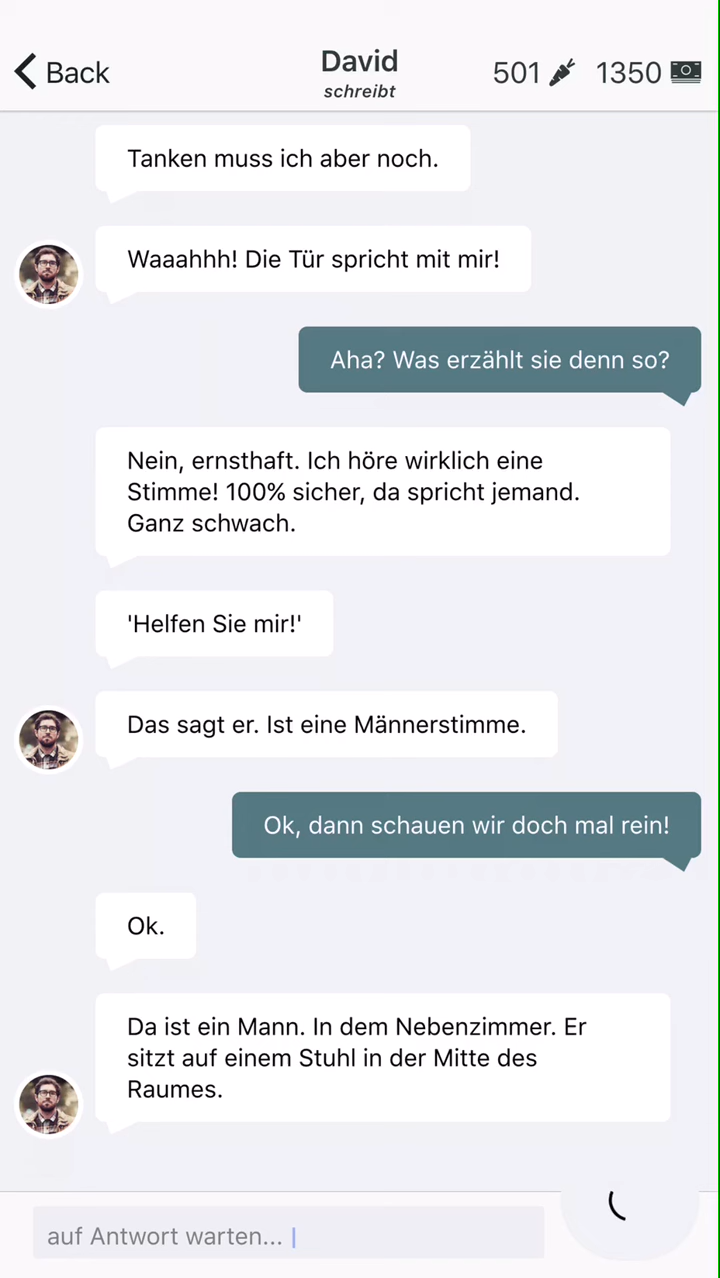 Back
David
schreibt
501
1350
Tanken muss ich aber noch.
Waaahhh! Die Tür spricht mit mir!
Aha? Was erzählt sie denn so?
Nein, ernsthaft. Ich höre wirklich eine
Stimme! 100% sicher, da spricht jemand.
Ganz schwach.
'Helfen Sie mir!'
Das sagt er. Ist eine Männerstimme.
Ok, dann schauen wir doch mal rein!
Ok.
Da ist ein Mann. In dem Nebenzimmer. Er
sitzt auf einem Stuhl in der Mitte des
Raumes.
auf Antwort warten...